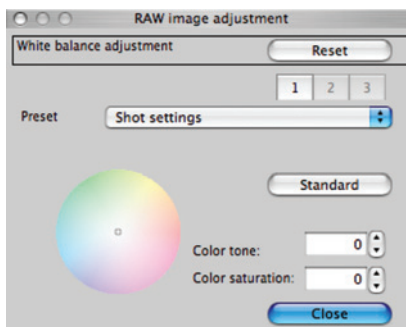 RAW image adjustment
White balance adjustment Reset
1 2 3
Preset Shot settings
Standard
Color tone: 0
Color saturation: 0
Close